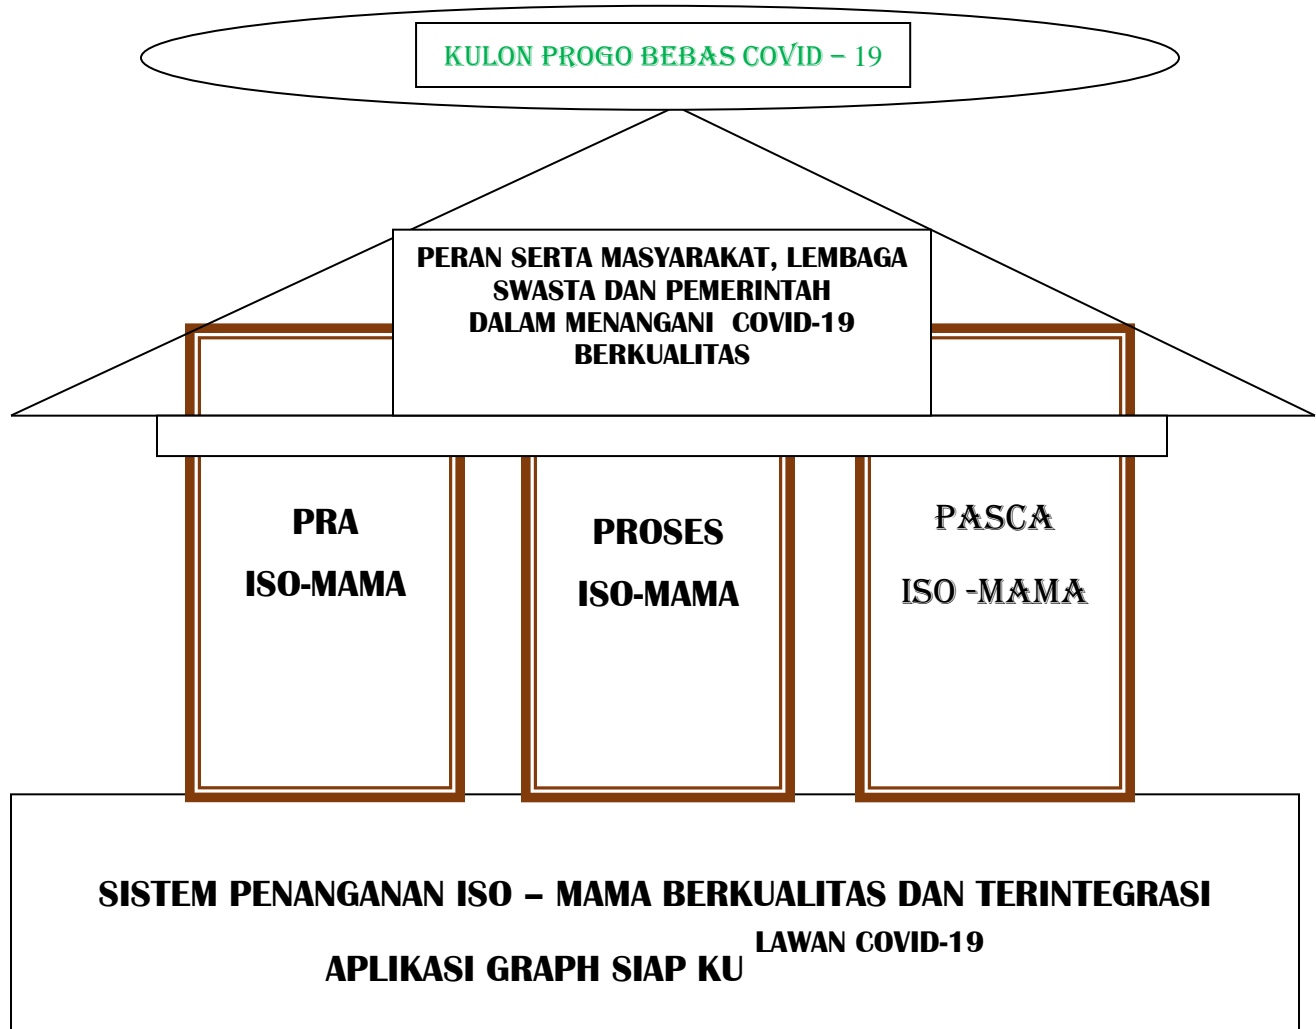 KULON PROGO BEBAS COVID – 19
PERAN SERTA MASYARAKAT, LEMBAGA
SWASTA DAN PEMERINTAH
DALAM MENANGANI COVID-19
BERKUALITAS
PRA
ISO-MAMA
PROSES
ISO-MAMA
PASCA
ISO -MAMA
SISTEM PENANGANAN ISO – MAMA BERKUALITAS DAN TERINTEGRASI
APLIKASI GRAPH SIAP KU LAWAN COVID-19